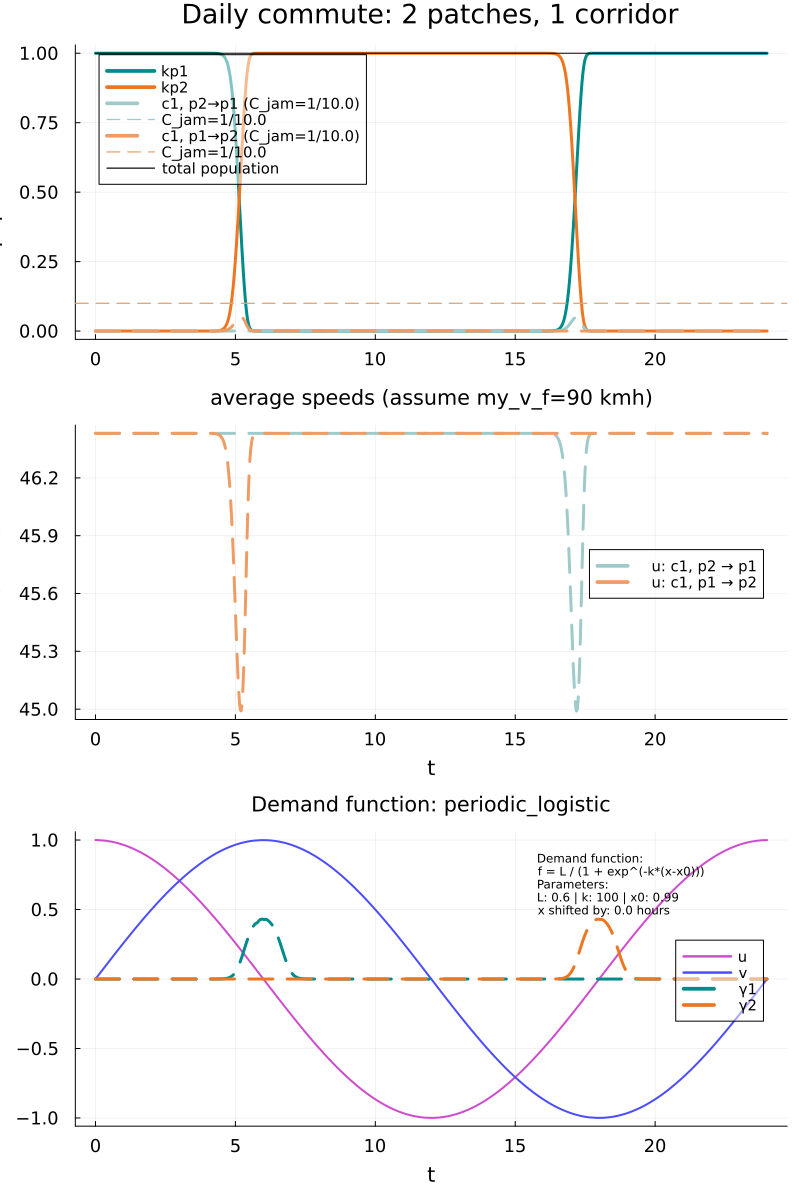 Daily commute: 2 patches, 1 corridor
1.00
0.75
0.50
0.25
0.00
kp1
kp2
c1, p2→p1 (C_jam=1/10.0)
C_jam=1/10.0
c1, p1→p2 (C_jam=1/10.0)
C_jam=1/10.0
total population
0 5 10 15 20
average speeds (assume my_v_f=90 kmh)
46.2
45.9
45.6
45.3
45.0
u: c1, p2 → p1
u: c1, p1 → p2
0 5 10 15 20
t
Demand function: periodic_logistic
1.0
0.5
0.0
−0.5
−1.0
Demand function:
f = L / (1 + exp^(-k*(x-x0)))
Parameters:
L: 0.6 | k: 100 | x0: 0.99
x shifted by: 0.0 hours
u
v
γ1
γ2
0 5 10 15 20
t